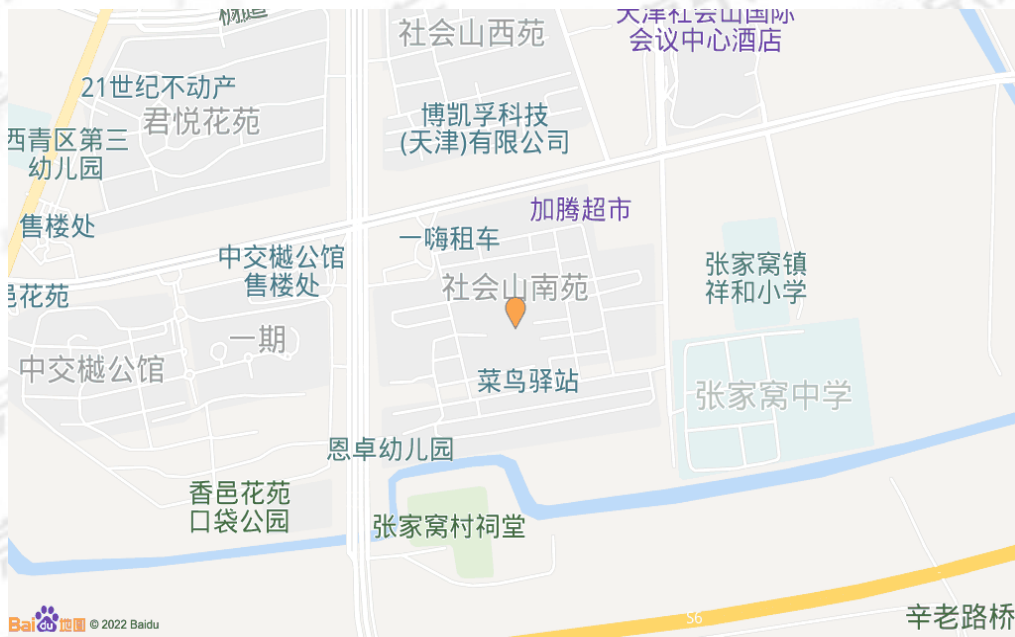 社会山西苑
天津社会山国际
会议中心酒店
21世纪不动产
君悦花苑
博凯孚科技
(天津)有限公司
西青区第三
幼儿园
售楼处
加腾超市
一嗨租车
中交樾公馆
售楼处
张家窝镇
祥和小学
社会山南苑
邑花苑
一期
中交樾公馆
菜鸟驿站
张家窝中学
恩卓幼儿园
香邑花苑
口袋公园
张家窝村祠堂
S6
辛老路桥
Bai du 地图 © 2022 Baidu